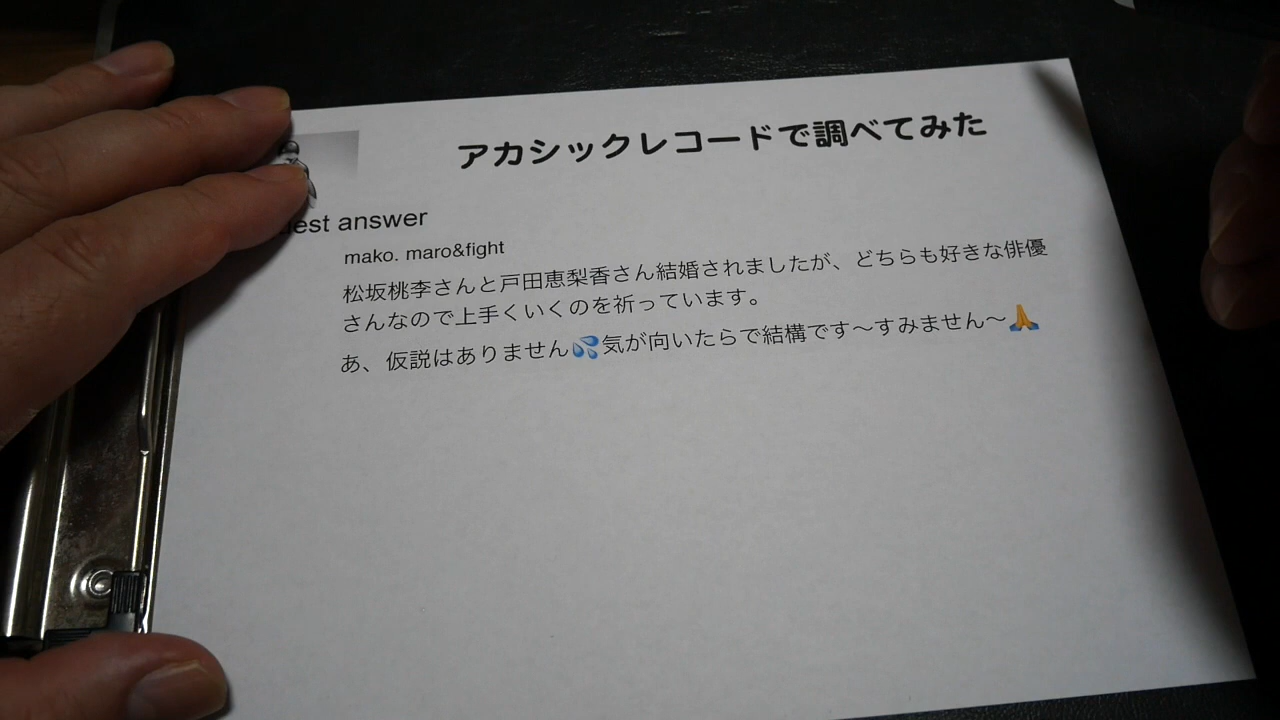 アカシックレコードで調べてみた
uest answer
mako. maro&fight
松坂桃李さんと戸田恵梨香さん結婚されましたが、どちらも好きな俳優
さんなので上手くいくのを祈っています。
あ、仮説はありません💦気が向いたらで結構です〜すみません〜🙏